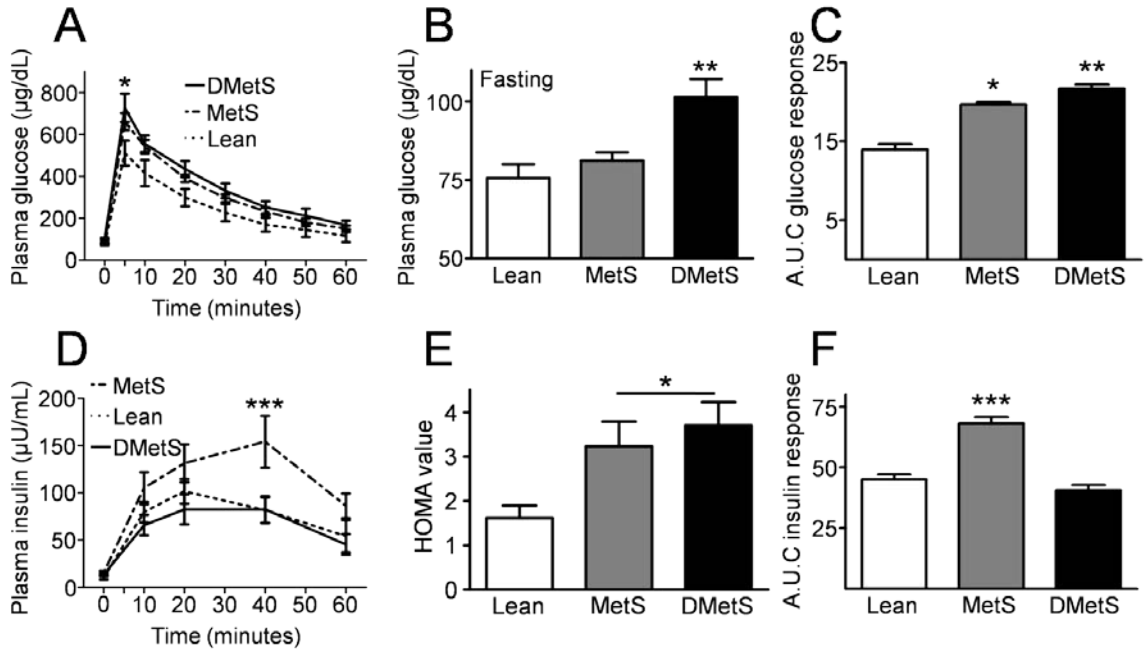 A
Plasma glucose (µg/dL)
800
600
400
200
0
*
DMetS
MetS
Lean
0 10 20 30 40 50 60
Time (minutes)
B
Plasma glucose (µg/dL)
100
75
50
Fasting
**
Lean MetS DMetS
C
A.U.C glucose response
25
15
5
*
**
Lean MetS DMetS
D
Plasma insulin (µU/mL)
200
150
100
50
0
MetS
Lean
DMetS
***
0 10 20 30 40 50 60
Time (minutes)
E
HOMA value
4
3
2
1
0
*
Lean MetS DMetS
F
A.U.C insulin response
75
50
25
***
Lean MetS DMetS